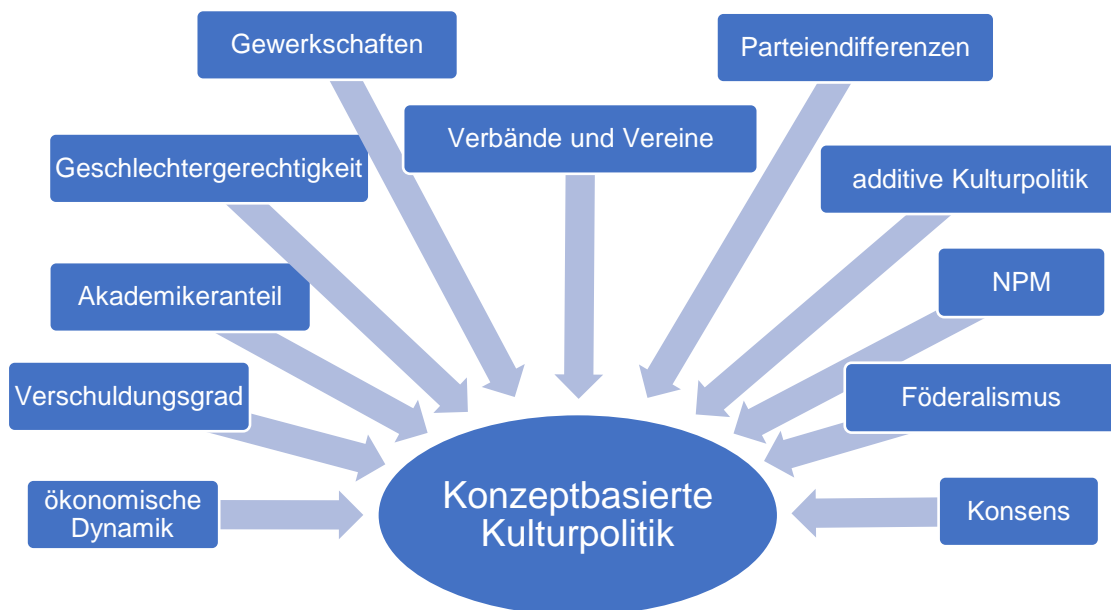 Gewerkschaften
Parteiendifferenzen
Verbände und Vereine
Geschlechtergerechtigkeit
additive Kulturpolitik
Akademikeranteil
NPM
Verschuldungsgrad
Föderalismus
ökonomische
Dynamik
Konzeptbasierte
Kulturpolitik
Konsens